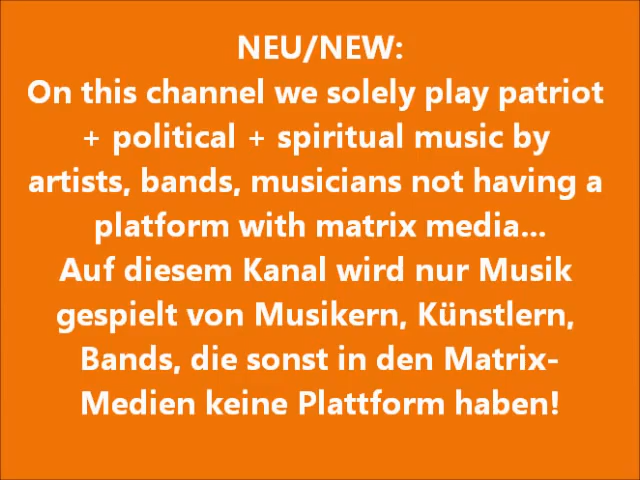 NEU/NEW:
On this channel we solely play patriot
+ political + spiritual music by
artists, bands, musicians not having a
platform with matrix media...
Auf diesem Kanal wird nur Musik
gespielt von Musikern, Künstlern,
Bands, die sonst in den Matrix-
Medien keine Plattform haben!